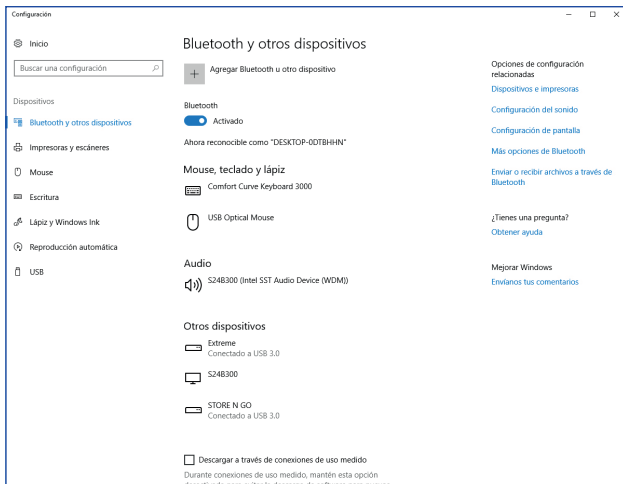 Configuración
Inicio
Buscar una configuración
Dispositivos
Bluetooth y otros dispositivos
Impresoras y escáneres
Mouse
Escritura
Lápiz y Windows Ink
Reproducción automática
USB
Bluetooth y otros dispositivos
Agregar Bluetooth u otro dispositivo
Bluetooth
Activado
Ahora reconocible como "DESKTOP-0DTBHHN"
Mouse, teclado y lápiz
Comfort Curve Keyboard 3000
USB Optical Mouse
Audio
S24B300 (Intel SST Audio Device (WDM))
Otros dispositivos
Extreme
Conectado a USB 3.0
S24B300
STORE N GO
Conectado a USB 3.0
Descargar a través de conexiones de uso medido
Durante conexiones de uso medido, mantén esta opción
Opciones de configuración
relacionadas
Dispositivos e impresoras
Configuración del sonido
Configuración de pantalla
Más opciones de Bluetooth
Enviar o recibir archivos a través de
Bluetooth
¿Tienes una pregunta?
Obtener ayuda
Mejorar Windows
Envíanos tus comentarios